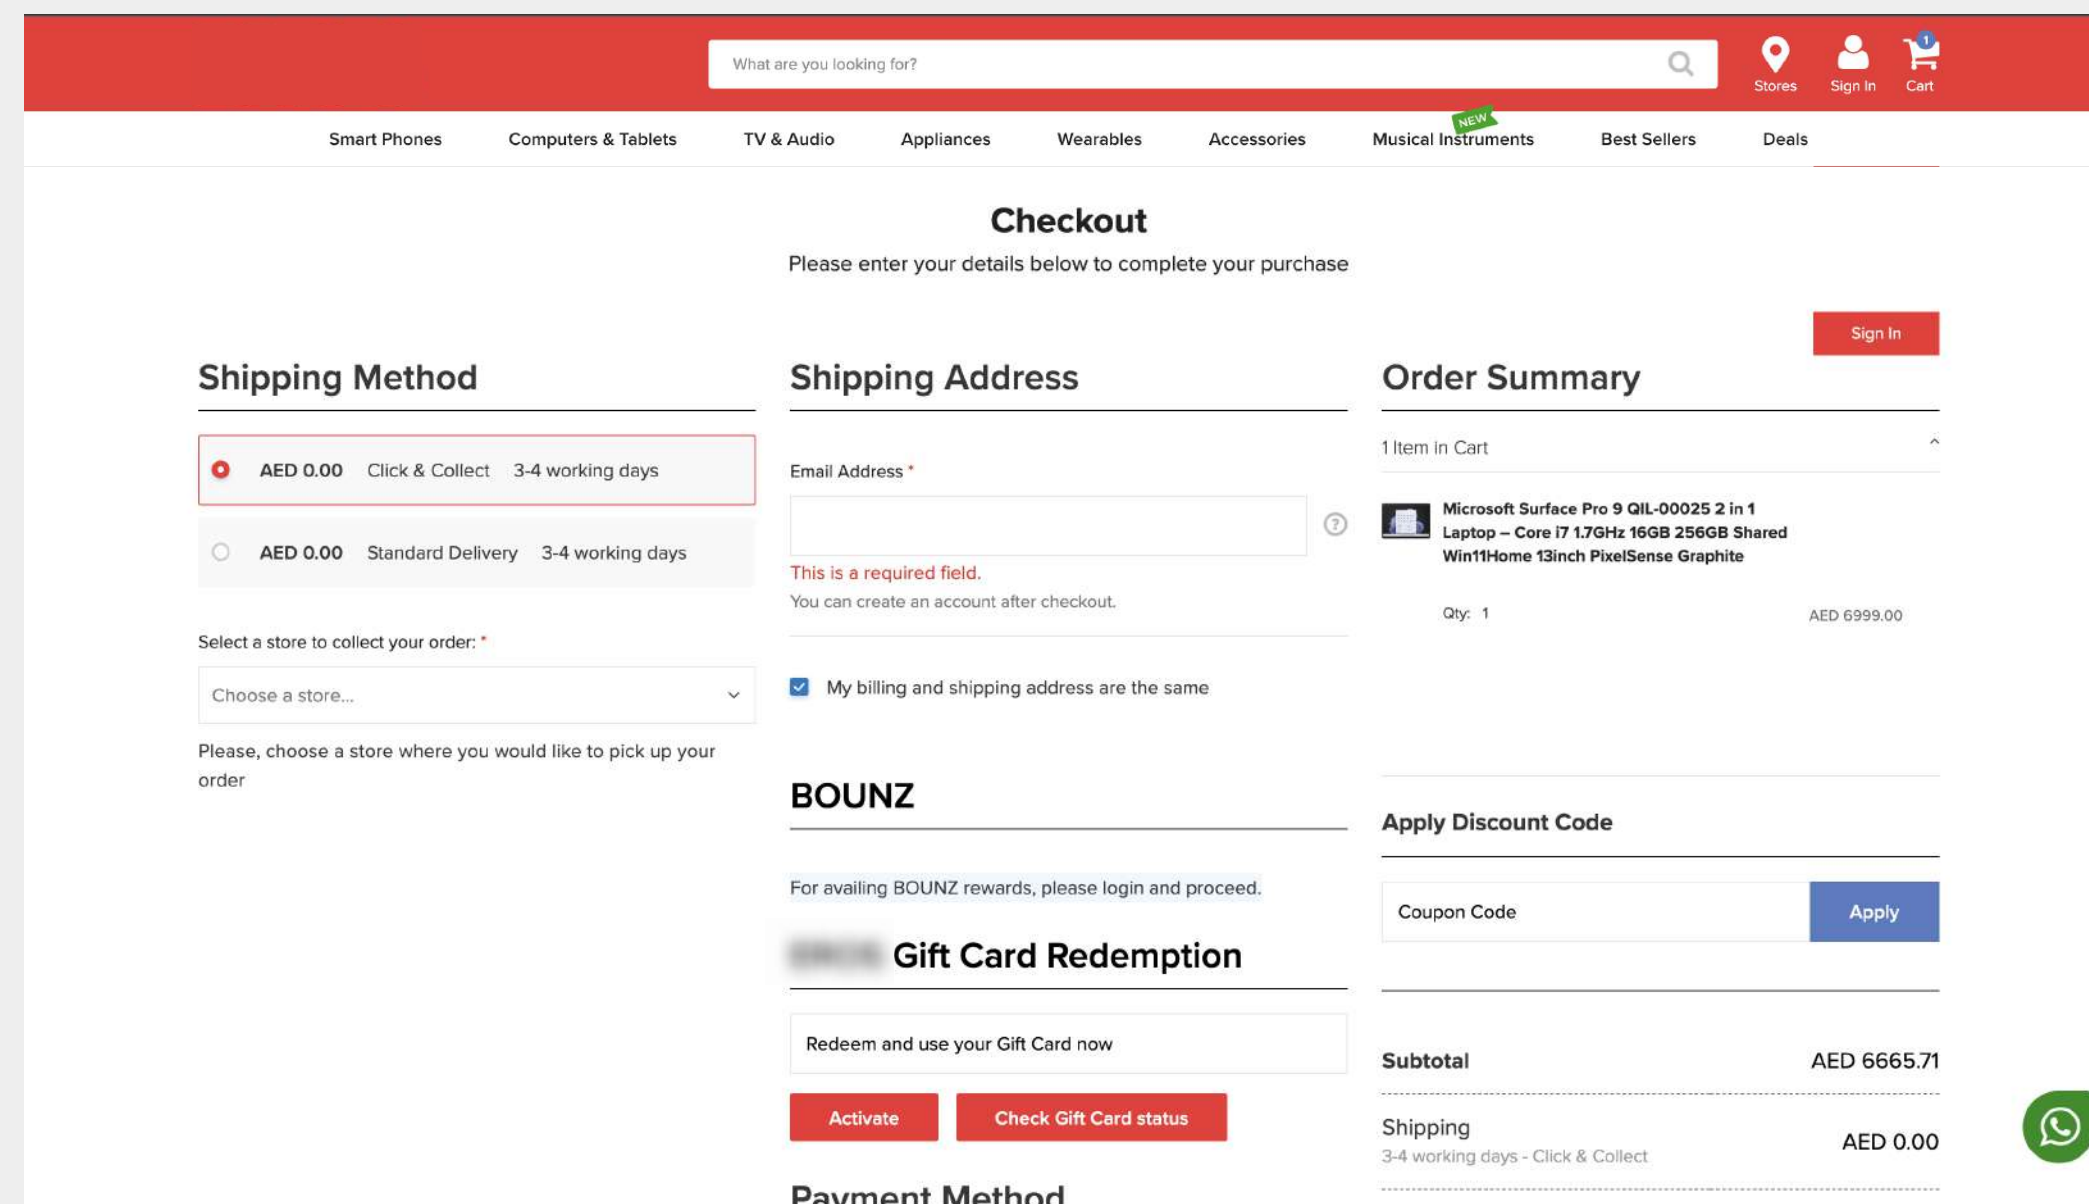 What are you looking for?
Stores
Sign In
1
Cart
Smart Phones
Computers & Tablets
TV & Audio
Appliances
Wearables
Accessories
NEW
Musical Instruments
Best Sellers
Deals
Checkout
Please enter your details below to complete your purchase
Sign In
Shipping Method
AED 0.00 Click & Collect 3-4 working days
AED 0.00 Standard Delivery 3-4 working days
Select a store to collect your order: *
Choose a store...
Please, choose a store where you would like to pick up your
order
Shipping Address
Email Address *
?
This is a required field.
You can create an account after checkout.
My billing and shipping address are the same
BOUNZ
For availing BOUNZ rewards, please login and proceed.
Gift Card Redemption
Redeem and use your Gift Card now
Activate
Check Gift Card status
Payment Method
Order Summary
1 Item in Cart
Microsoft Surface Pro 9 QIL-00025 2 in 1
Laptop – Core i7 1.7GHz 16GB 256GB Shared
Win11Home 13inch PixelSense Graphite
Qty: 1
AED 6999.00
Apply Discount Code
Coupon Code
Apply
Subtotal AED 6665.71
Shipping
3-4 working days - Click & Collect
AED 0.00